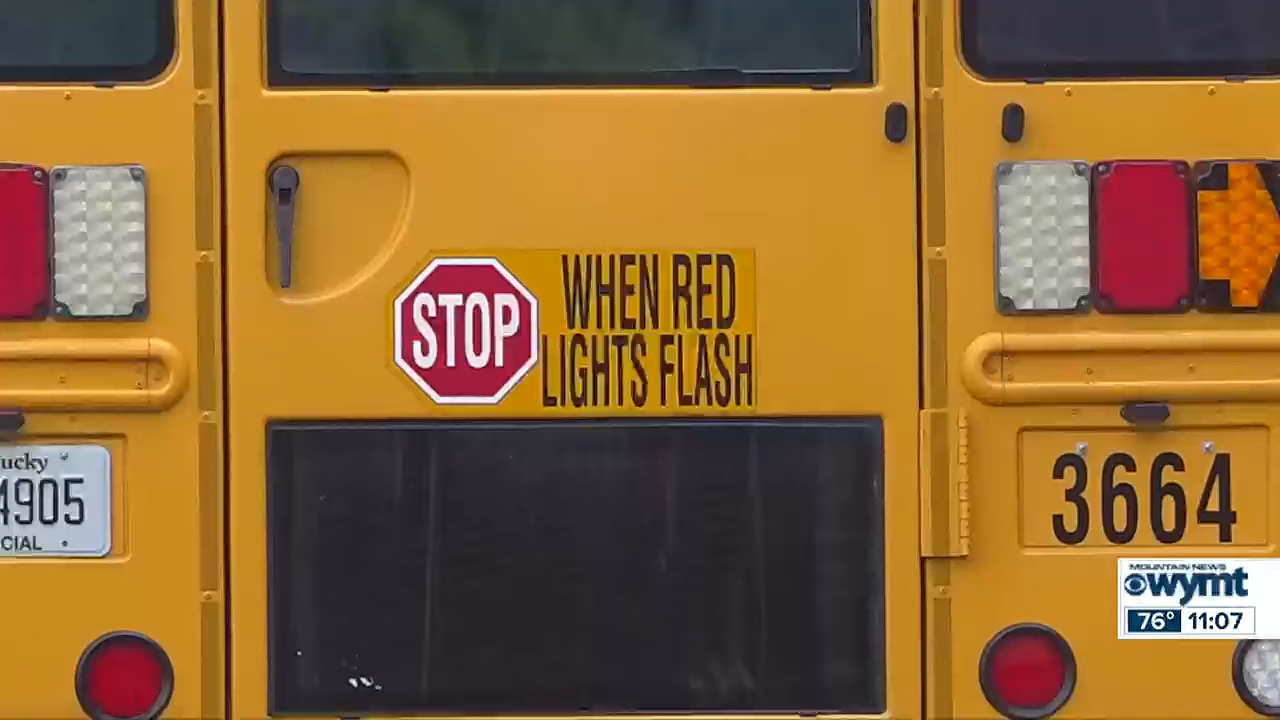 STOP
WHEN RED
LIGHTS FLASH
ucky
4905
CIAL
3664
MOUNTAIN NEWS
wymt
76° 11:07